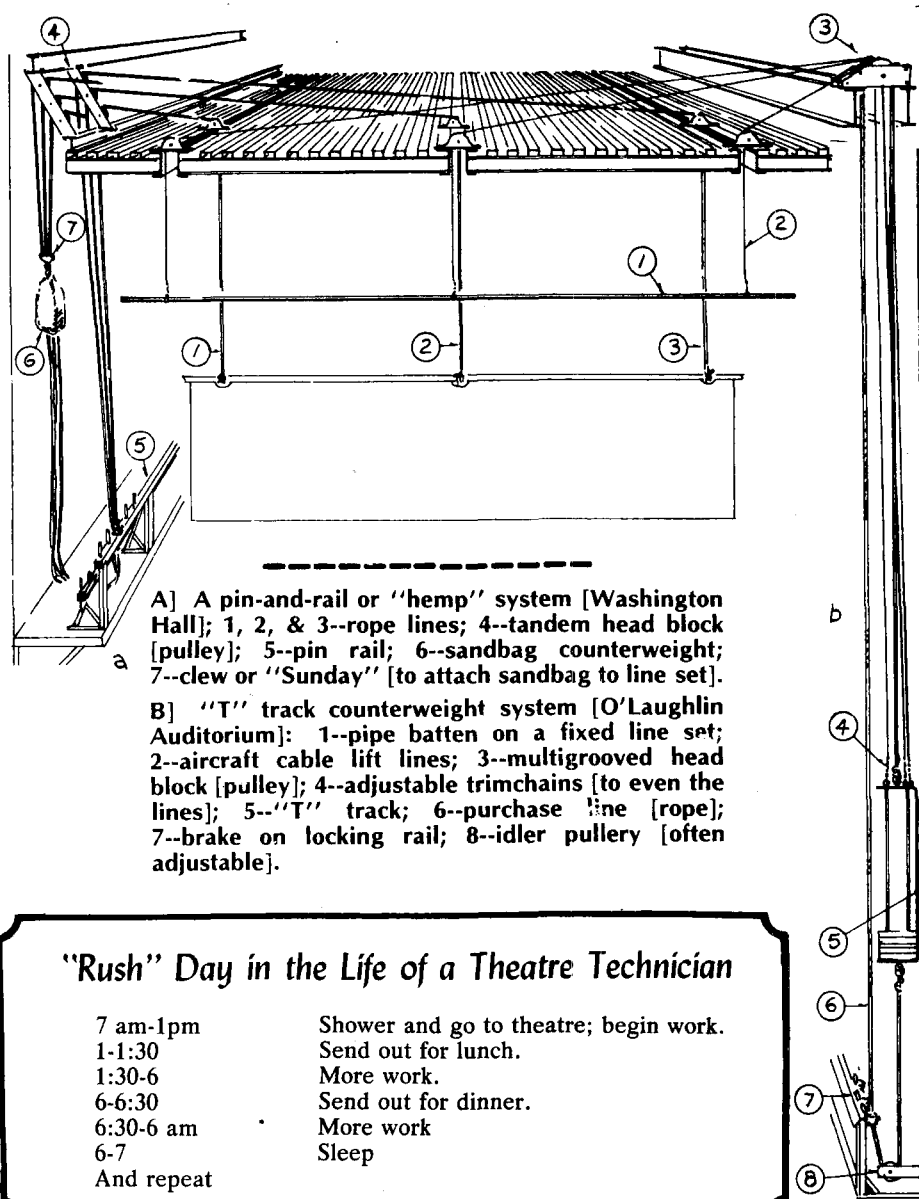 4
3
7
2
1
6
1
2
3
5
a
b
A] A pin-and-rail or "hemp" system [Washington
Hall]; 1, 2, & 3--rope lines; 4--tandem head block
[pulley]; 5--pin rail; 6--sandbag counterweight;
7--clew or "Sunday" [to attach sandbag to line set].
B] "T" track counterweight system [O'Laughlin
Auditorium]: 1--pipe batten on a fixed line set;
2--aircraft cable lift lines; 3--multigrooved head
block [pulley]; 4--adjustable trimchains [to even the
lines]; 5--"T" track; 6--purchase line [rope];
7--brake on locking rail; 8--idler pullery [often
adjustable].
4
5
6
7
8
"Rush" Day in the Life of a Theatre Technician
7 am-1pm Shower and go to theatre; begin work.
1-1:30 Send out for lunch.
1:30-6 More work.
6-6:30 Send out for dinner.
6:30-6 am More work
6-7 Sleep
And repeat